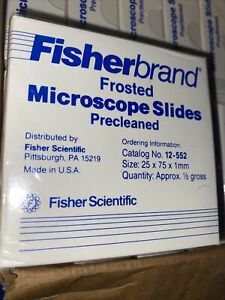 Fisherbrand®
Frosted
Microscope Slides
Precleaned
Distributed by
Fisher Scientific
Pittsburgh, PA 15219
Made in U.S.A.
Ordering Information:
Catalog No. 12-552
Size: 25 x 75 x 1mm
Quantity: Approx. ½ gross
Fisher Scientific